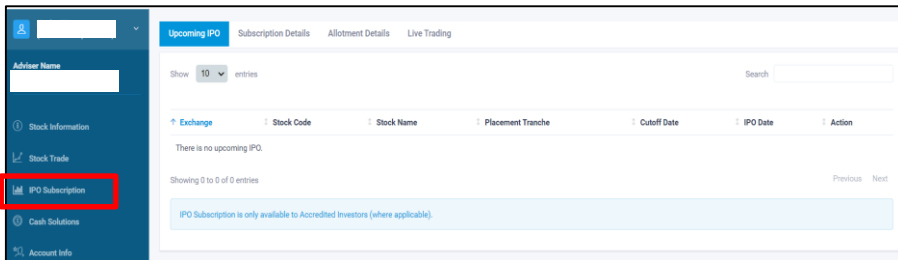 Adviser Name
Stock Information
Stock Trade
IPO Subscription
Cash Solutions
Account Info
Upcoming IPO Subscription Details Allotment Details Live Trading
Show 10 entries Search
Exchange Stock Code Stock Name Placement Tranche Cutoff Date IPO Date Action
There is no upcoming IPO.
Showing 0 to 0 of 0 entries Previous Next
IPO Subscription is only available to Accredited Investors (where applicable).